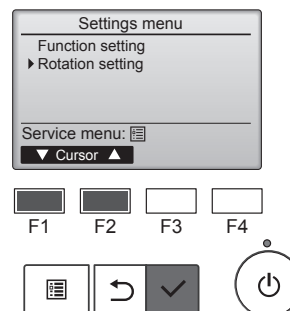 Settings menu
Function setting
Rotation setting
Service menu:
▼ Cursor ▲
F1 F2 F3 F4